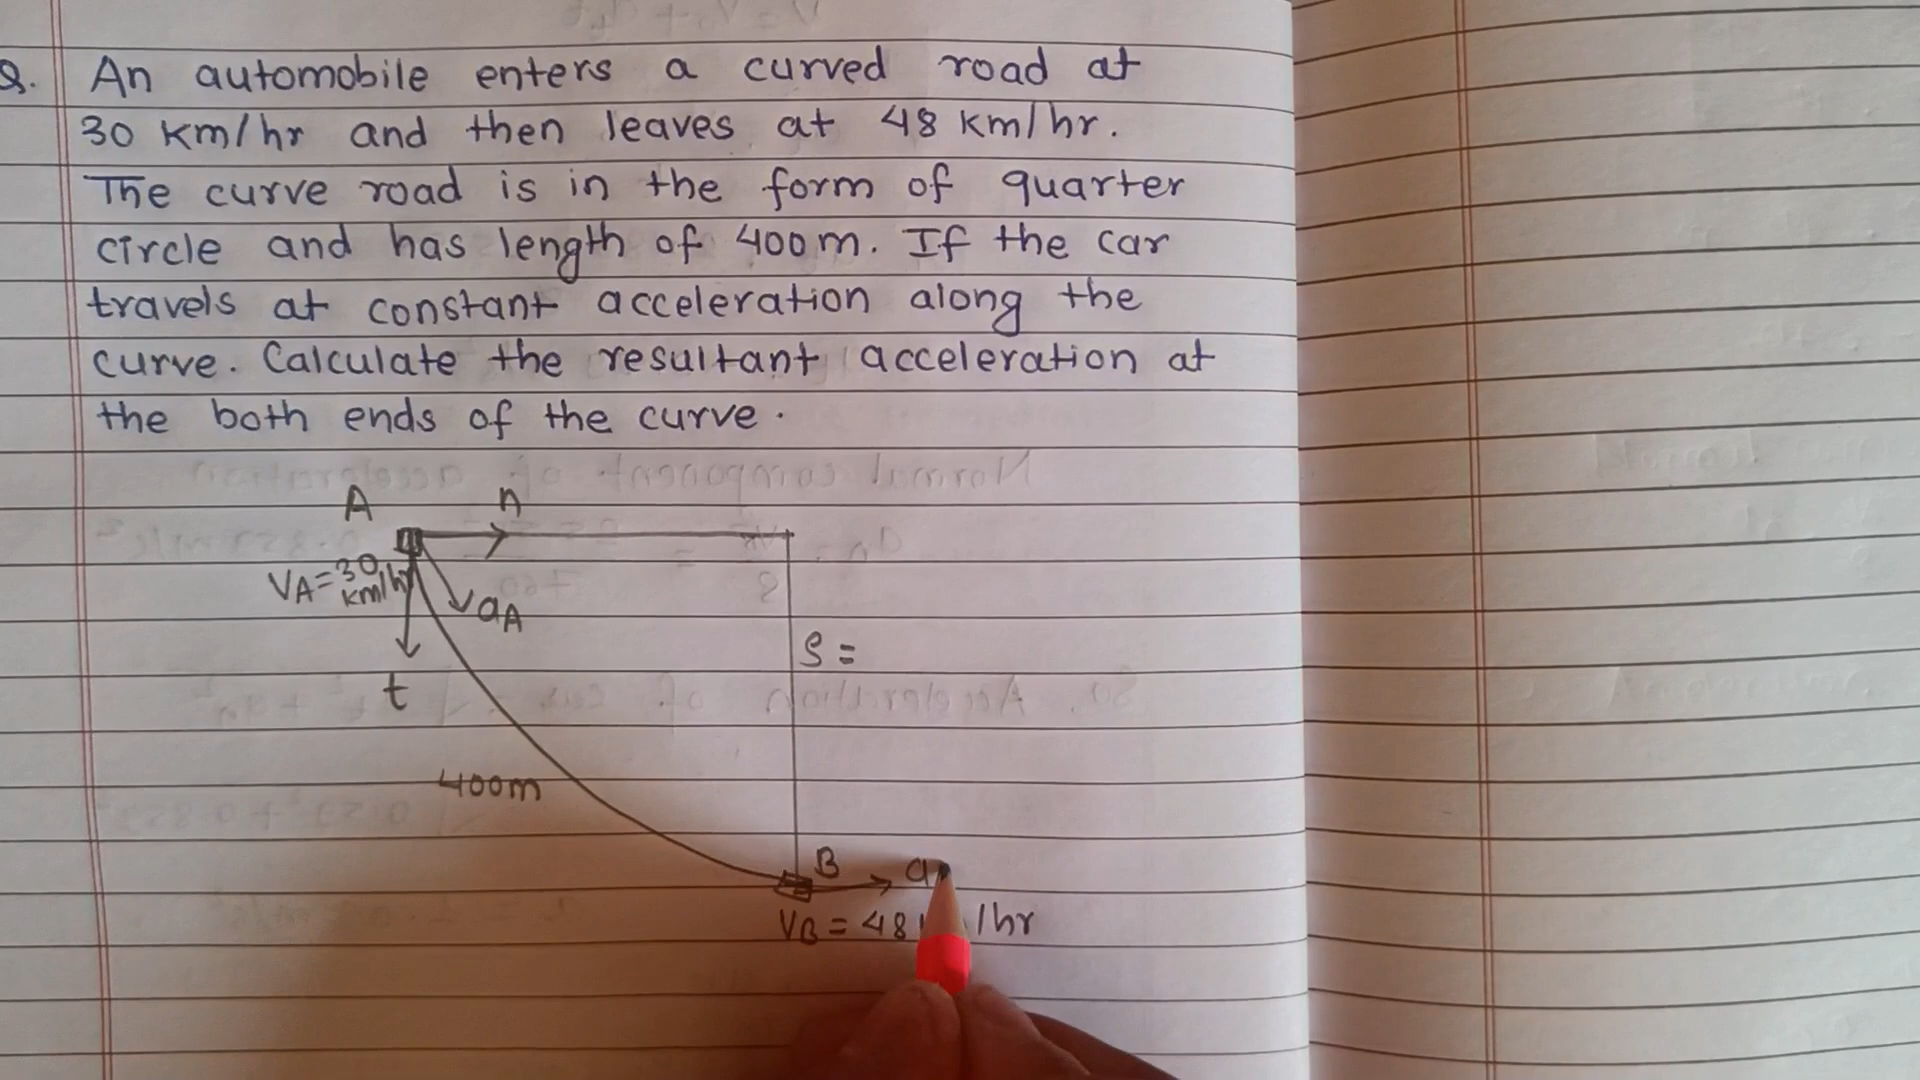 Q. An automobile enters a curved road at
30 km/hr and then leaves at 48 km/hr.
The curve road is in the form of quarter
circle and has length of 400m. If the car
travels at constant acceleration along the
curve. Calculate the resultant acceleration at
the both ends of the curve.
A n
VA = 30 km/hr
aA
t
S =
400m
B a
VB = 48 /hr